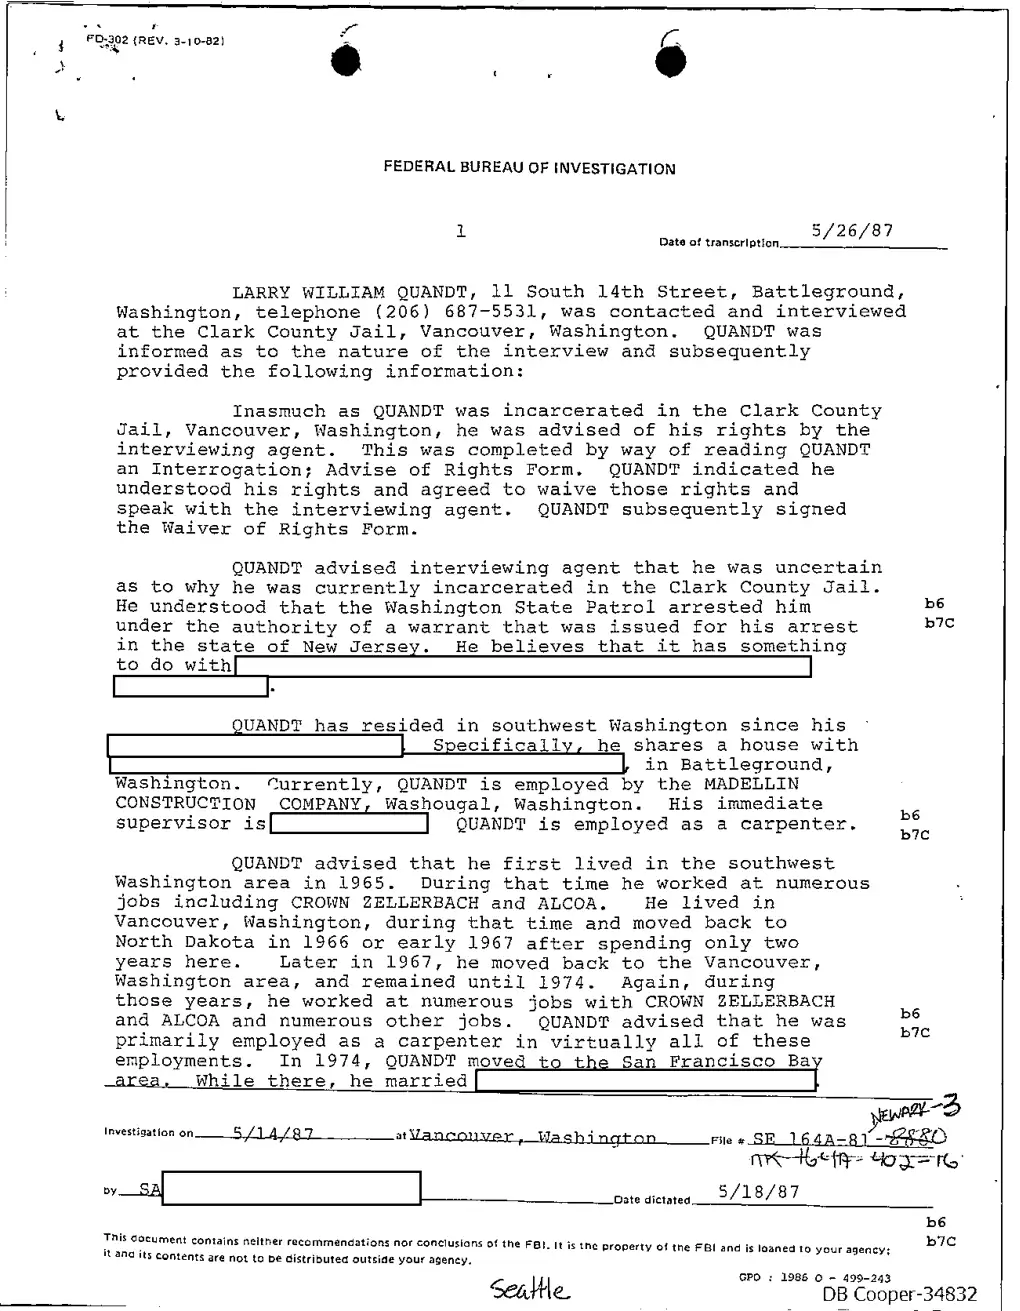 FD-302 (REV. 3-10-82)
FEDERAL BUREAU OF INVESTIGATION
1
5/26/87
Date of transcription
LARRY WILLIAM QUANDT, 11 South 14th Street, Battleground,
Washington, telephone (206) 687-5531, was contacted and interviewed
at the Clark County Jail, Vancouver, Washington. QUANDT was
informed as to the nature of the interview and subsequently
provided the following information:
Inasmuch as QUANDT was incarcerated in the Clark County
Jail, Vancouver, Washington, he was advised of his rights by the
interviewing agent. This was completed by way of reading QUANDT
an Interrogation; Advise of Rights Form. QUANDT indicated he
understood his rights and agreed to waive those rights and
speak with the interviewing agent. QUANDT subsequently signed
the Waiver of Rights Form.
QUANDT advised interviewing agent that he was uncertain
as to why he was currently incarcerated in the Clark County Jail.
He understood that the Washington State Patrol arrested him
b6
under the authority of a warrant that was issued for his arrest
b7C
in the state of New Jersey. He believes that it has something
to do with
.
QUANDT has resided in southwest Washington since his
. Specifically, he shares a house with
, in Battleground,
Washington. Currently, QUANDT is employed by the MADELLIN
CONSTRUCTION COMPANY, Washougal, Washington. His immediate
supervisor is QUANDT is employed as a carpenter.
b6
b7C
QUANDT advised that he first lived in the southwest
Washington area in 1965. During that time he worked at numerous
jobs including CROWN ZELLERBACH and ALCOA. He lived in
Vancouver, Washington, during that time and moved back to
North Dakota in 1966 or early 1967 after spending only two
years here. Later in 1967, he moved back to the Vancouver,
Washington area, and remained until 1974. Again, during
those years, he worked at numerous jobs with CROWN ZELLERBACH
and ALCOA and numerous other jobs. QUANDT advised that he was
b6
primarily employed as a carpenter in virtually all of these
b7C
employments. In 1974, QUANDT moved to the San Francisco Bay
area. While there, he married .
NEWARK-3
Investigation on 5/14/87 at Vancouver, Washington File # SE 164A-81-8880
by SA Date dictated 5/18/87
b6
b7C
This document contains neither recommendations nor conclusions of the FBI. It is the property of the FBI and is loaned to your agency;
it and its contents are not to be distributed outside your agency.
GPO : 1986 O - 499-243
Seattle
DB Cooper-34832